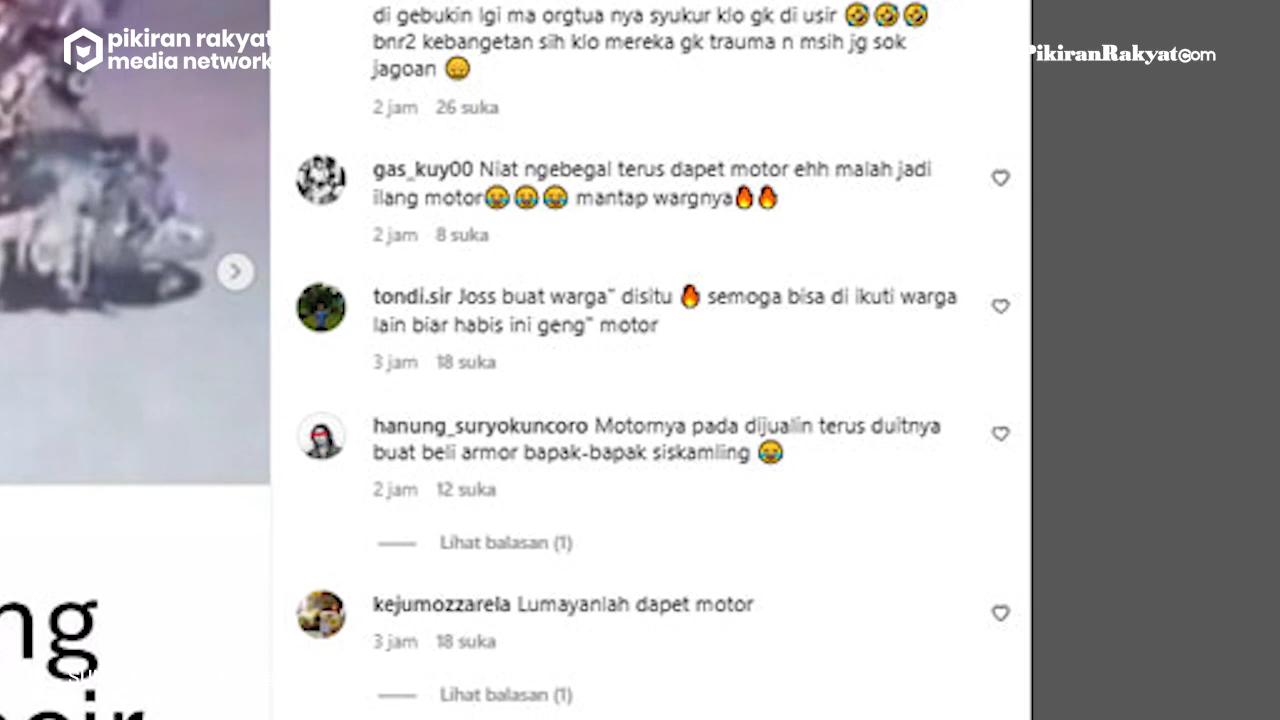 di gebukin lgi ma orgtua nya syukur klo gk di usir 🤣🤣🤣
bnr2 kebangetan sih klo mereka gk trauma n msih jg sok
jagoan 😞
2 jam 26 suka
pikiran rakyat
media network
PikiranRakyat.com
gas_kuy00 Niat ngebegal terus dapet motor ehh malah jadi
ilang motor😂😂😂 mantap wargnya🔥🔥
2 jam 8 suka
tondi.sir Joss buat warga" disitu 🔥 semoga bisa di ikuti warga
lain biar habis ini geng" motor
3 jam 18 suka
hanung_suryokuncoro Motornya pada dijualin terus duitnya
buat beli armor bapak-bapak siskamling 😂
2 jam 12 suka
Lihat balasan (1)
kejumozzarela Lumayanlah dapet motor
3 jam 18 suka
Lihat balasan (1)
ng